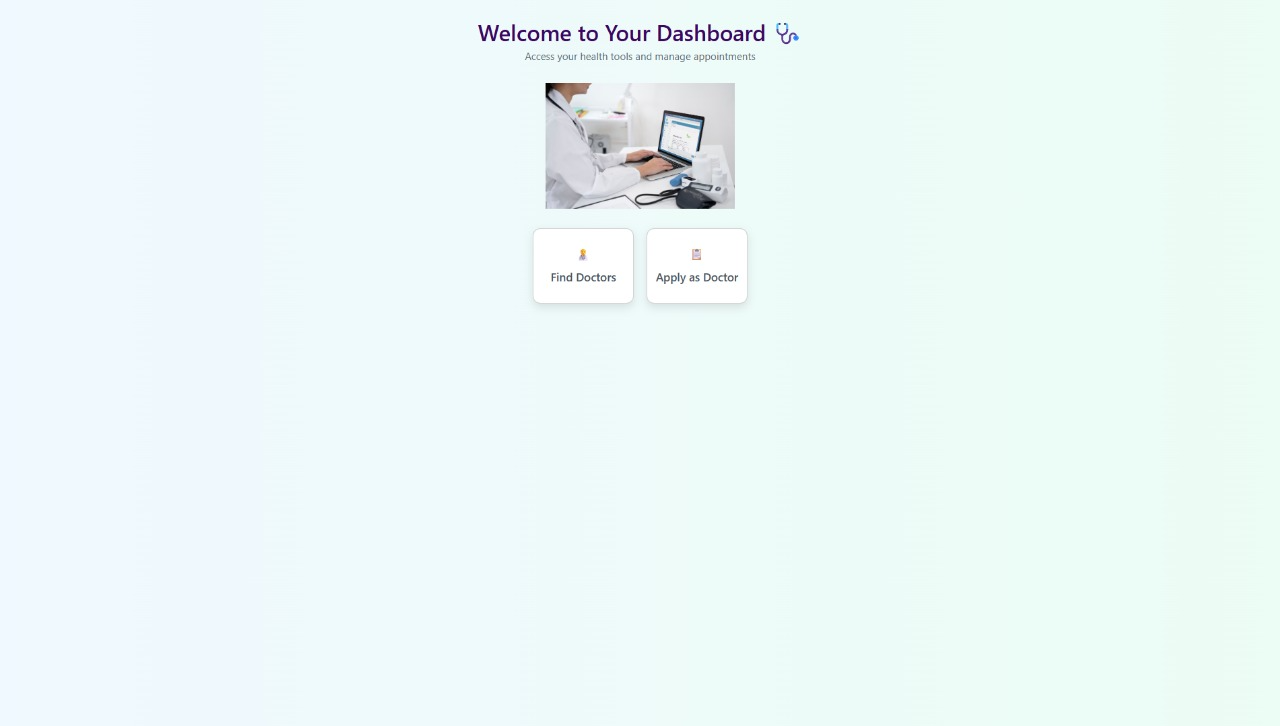 Welcome to Your Dashboard 🩺
Access your health tools and manage appointments
Find Doctors
Apply as Doctor